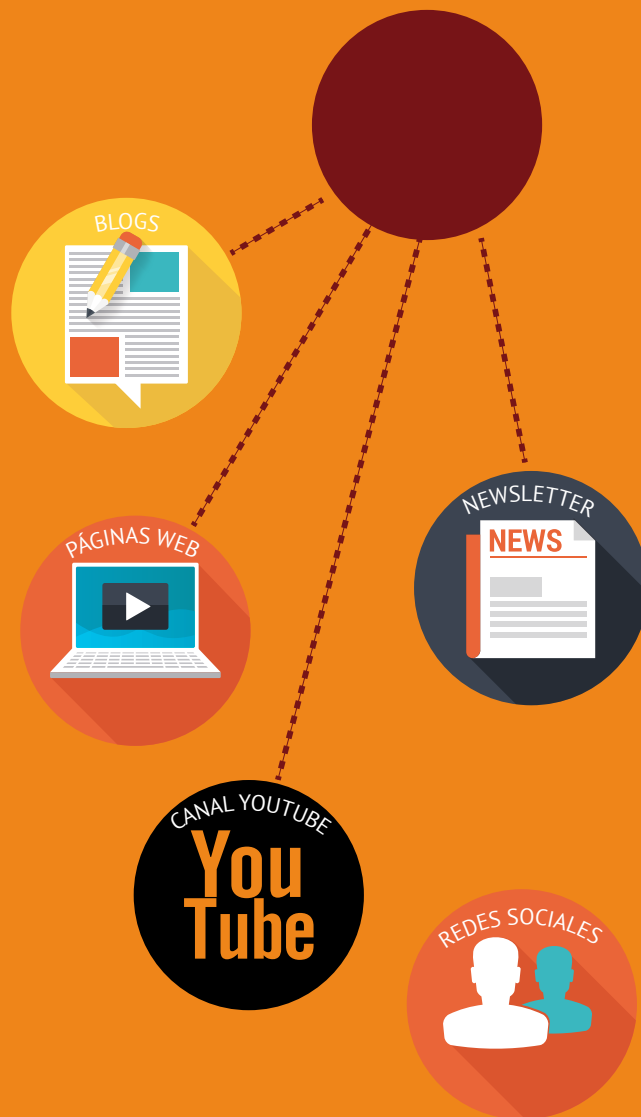 BLOGS
PÁGINAS WEB
NEWSLETTER
NEWS
CANAL YOUTUBE
You
Tube
REDES SOCIALES